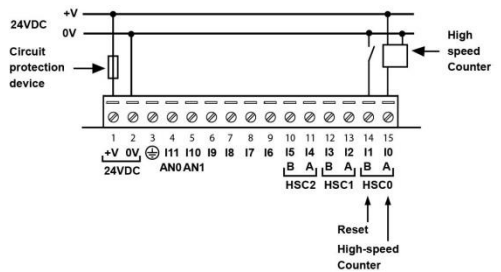 +V
24VDC
0V
Circuit
protection
device
High
speed
Counter
1 2 3 4 5 6 7 8 9 10 11 12 13 14 15
+V 0V I11 I10 I6 I8 I7 I6 I5 I4 I3 I2 I1 I0
AN0 AN1 B A B A B A
24VDC HSC2 HSC1 HSC0
Reset
High-speed
Counter